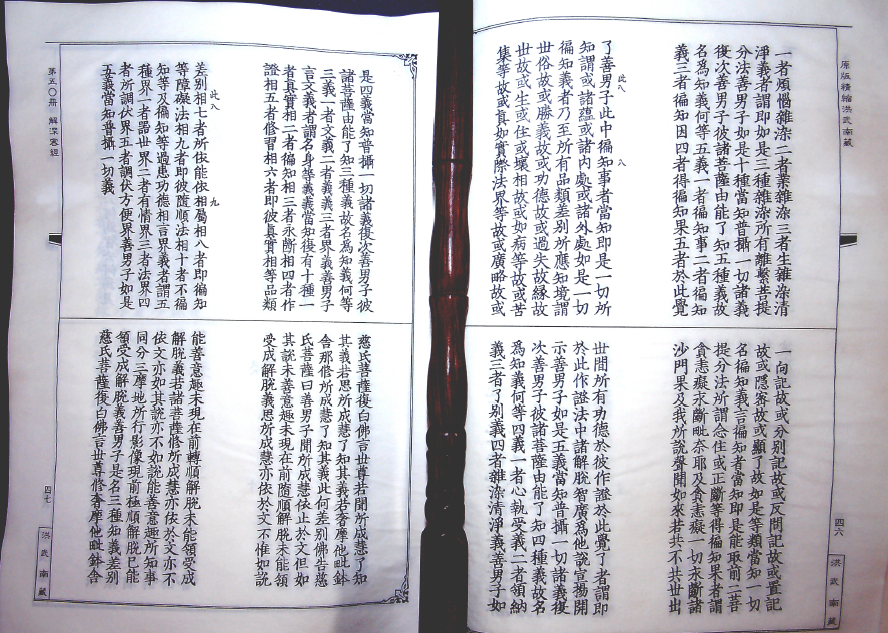 原版精繪洪武南藏
一者煩惱雜染二者業雜染三者生雜染清
淨義者謂即如是三種雜染所有離繫菩提
分法善男子如是十種當知普攝一切諸義
復次善男子彼諸菩薩由能了知五種義故
名為知義何等五義一者徧知事二者徧知
義三者徧知因四者得徧知果五者於此覺
了善男子此中徧知事者當知即是一切所
知謂或諸蘊或諸內處或諸外處如是一切
徧知義者乃至所有品類差別所應知境謂
世俗故或勝義故或功德故或過失故緣故
世故或生或住或壞相故或如病等故或苦
集等故或真如實際法界等故或廣略故或
一向記故或分別記故或反問記故或置記
故或隱密故或顯了故如是等類當知一切
名徧知義言徧知者當知即是能取前二菩
提分法所謂念住或正斷等得徧知果者謂
貪恚癡永斷毗奈耶及貪恚癡一切永斷諸
沙門果及我所說聲聞如來若共不共世出
世間所有功德於彼作證於此覺了者謂即
於此作證法中諸解脫智廣為他說宣揚開
示善男子如是五義當知普攝一切諸義復
次善男子彼諸菩薩由能了知四種義故名
為知義何等四義一者心執受義二者領納
義三者了別義四者雜染清淨義善男子如
四六
洪武南藏
是四義當知普攝一切諸義復次善男子彼
諸菩薩由能了知三種義故名為知義何等
三義一者文義二者義義三者界義善男子
言文義者謂名身等義義當知復有十種一
者真實相二者徧知相三者永斷相四者作
證相五者修習相六者即彼真實相等品類
差別相七者所依能依相屬相八者即徧知
等障礙法相九者即彼隨順法相十者不徧
知等及徧知等過患功德相言界義者謂五
種界一者器世界二者有情界三者法界四
者所調伏界五者調伏方便界善男子如是
五義當知普攝一切義
慈氏菩薩復白佛言世尊若聞所成慧了知
其義若思所成慧了知其義若奢摩他毗鉢
舍那修所成慧了知其義此何差別佛告慈
氏菩薩曰善男子聞所成慧依止於文但如
其說未善意趣未現在前隨順解脫未能領
受成解脫義思所成慧亦依於文不惟如說
能善意趣未現在前轉順解脫未能領受成
解脫義若諸菩薩修所成慧亦依於文亦不
依文亦如其說亦不如說能善意趣所知事
同分三摩地所行影像現前極順解脫已能
領受成解脫義善男子是名三種知義差別
慈氏菩薩復白佛言世尊修奢摩他毗鉢舍
第五〇冊 解深密經
四七
洪武南藏